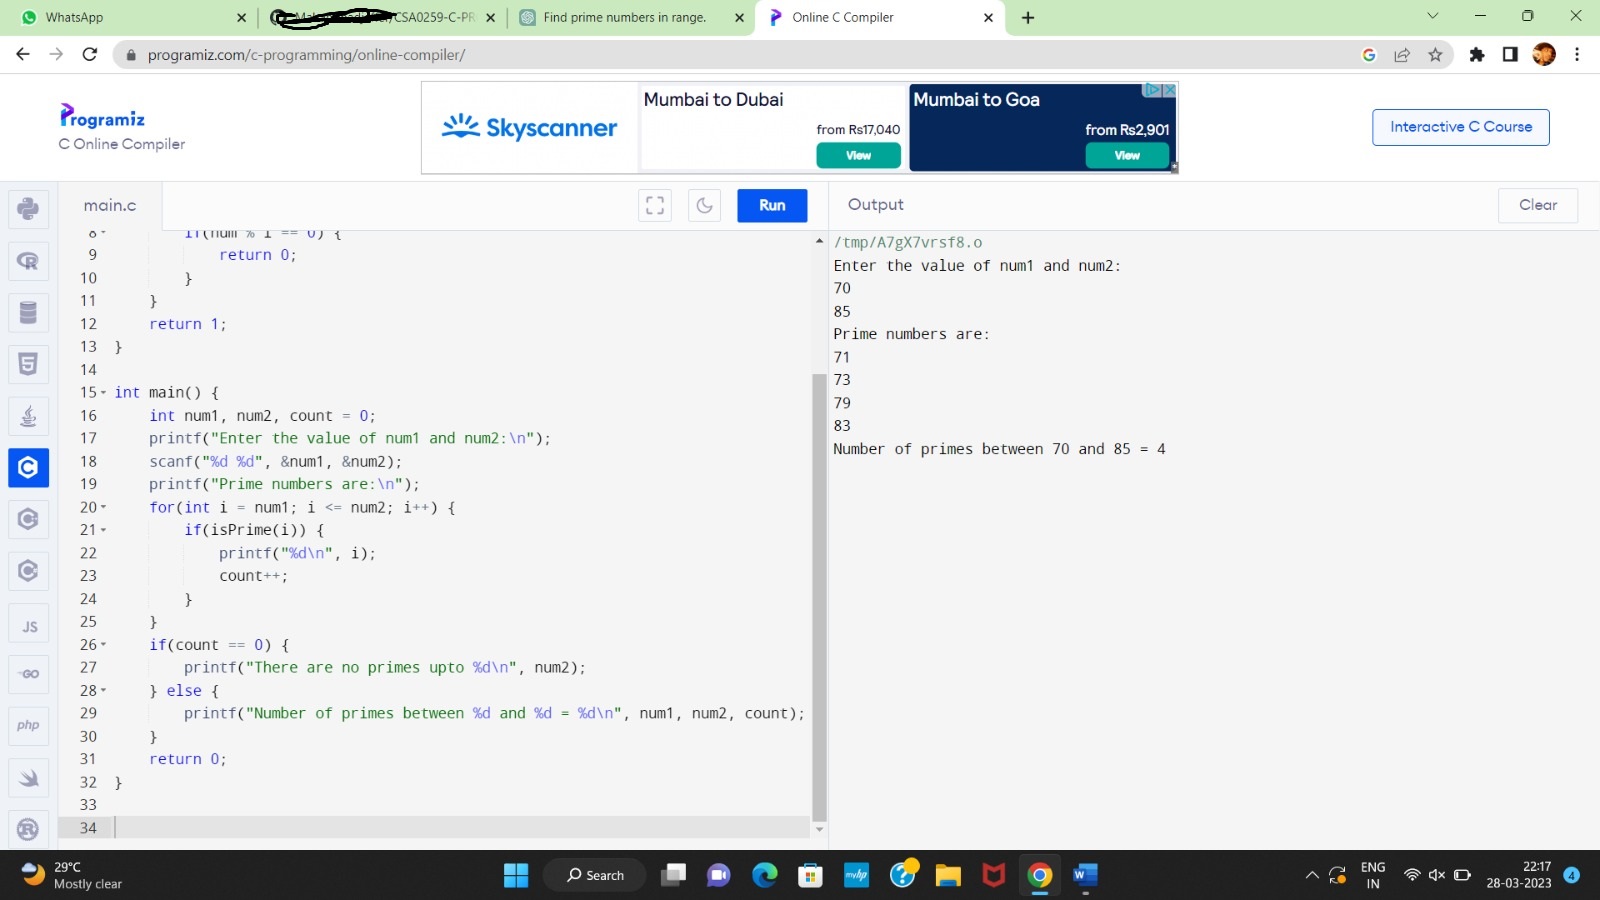 WhatsApp
/CSA0259-C-PR
Find prime numbers in range.
Online C Compiler
programiz.com/c-programming/online-compiler/
Programiz
C Online Compiler
Skyscanner
Mumbai to Dubai
from Rs17,040
View
Mumbai to Goa
from Rs2,901
View
Interactive C Course
main.c
Run
Output
Clear
8 if(num % i == 0) {
9 return 0;
10 }
11 }
12 return 1;
13 }
14
15 int main() {
16 int num1, num2, count = 0;
17 printf("Enter the value of num1 and num2:\n");
18 scanf("%d %d", &num1, &num2);
19 printf("Prime numbers are:\n");
20 for(int i = num1; i <= num2; i++) {
21 if(isPrime(i)) {
22 printf("%d\n", i);
23 count++;
24 }
25 }
26 if(count == 0) {
27 printf("There are no primes upto %d\n", num2);
28 } else {
29 printf("Number of primes between %d and %d = %d\n", num1, num2, count);
30 }
31 return 0;
32 }
33
34
/tmp/A7gX7vrsf8.o
Enter the value of num1 and num2:
70
85
Prime numbers are:
71
73
79
83
Number of primes between 70 and 85 = 4
JS
GO
php
29°C
Mostly clear
Search
myhp
ENG
IN
22:17
28-03-2023
4